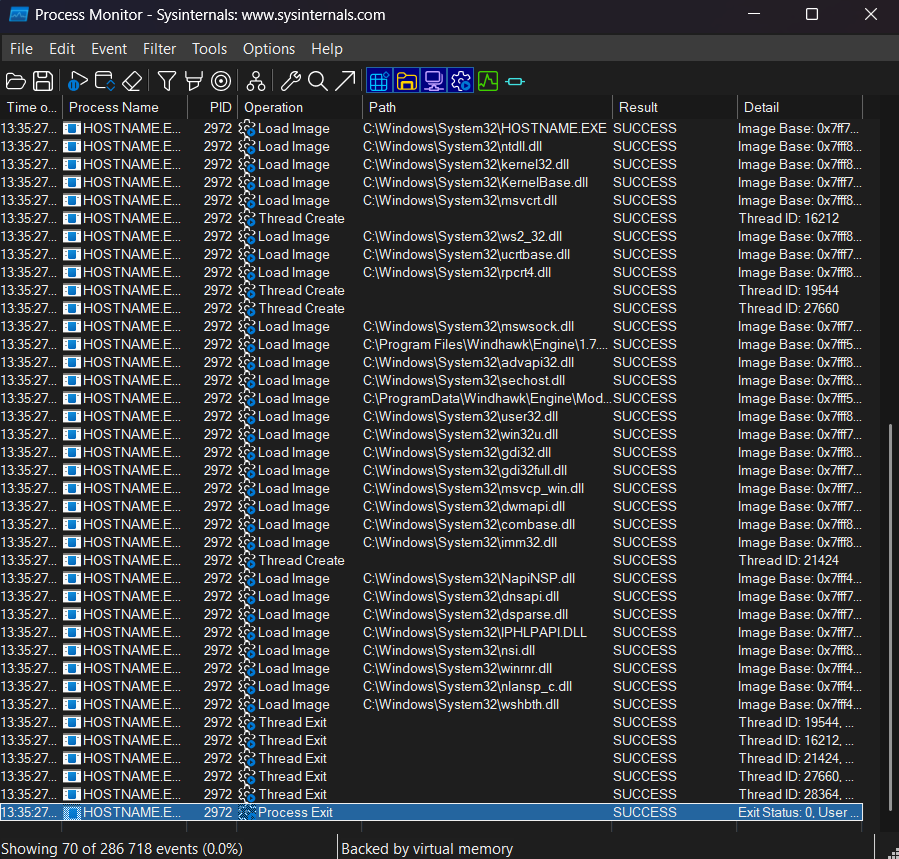 Process Monitor - Sysinternals: www.sysinternals.com
File Edit Event Filter Tools Options Help
Time o... Process Name PID Operation Path Result Detail
13:35:27... HOSTNAME.E... 2972 Load Image C:\Windows\System32\HOSTNAME.EXE SUCCESS Image Base: 0x7ff7...
13:35:27... HOSTNAME.E... 2972 Load Image C:\Windows\System32\ntdll.dll SUCCESS Image Base: 0x7fff8...
13:35:27... HOSTNAME.E... 2972 Load Image C:\Windows\System32\kernel32.dll SUCCESS Image Base: 0x7fff8...
13:35:27... HOSTNAME.E... 2972 Load Image C:\Windows\System32\KernelBase.dll SUCCESS Image Base: 0x7fff7...
13:35:27... HOSTNAME.E... 2972 Load Image C:\Windows\System32\msvcrt.dll SUCCESS Image Base: 0x7fff8...
13:35:27... HOSTNAME.E... 2972 Thread Create SUCCESS Thread ID: 16212
13:35:27... HOSTNAME.E... 2972 Load Image C:\Windows\System32\ws2_32.dll SUCCESS Image Base: 0x7fff8...
13:35:27... HOSTNAME.E... 2972 Load Image C:\Windows\System32\ucrtbase.dll SUCCESS Image Base: 0x7fff7...
13:35:27... HOSTNAME.E... 2972 Load Image C:\Windows\System32\rpcrt4.dll SUCCESS Image Base: 0x7fff8...
13:35:27... HOSTNAME.E... 2972 Thread Create SUCCESS Thread ID: 19544
13:35:27... HOSTNAME.E... 2972 Thread Create SUCCESS Thread ID: 27660
13:35:27... HOSTNAME.E... 2972 Load Image C:\Windows\System32\mswsock.dll SUCCESS Image Base: 0x7fff7...
13:35:27... HOSTNAME.E... 2972 Load Image C:\Program Files\Windhawk\Engine\1.7.... SUCCESS Image Base: 0x7fff5...
13:35:27... HOSTNAME.E... 2972 Load Image C:\Windows\System32\advapi32.dll SUCCESS Image Base: 0x7fff8...
13:35:27... HOSTNAME.E... 2972 Load Image C:\Windows\System32\sechost.dll SUCCESS Image Base: 0x7fff8...
13:35:27... HOSTNAME.E... 2972 Load Image C:\ProgramData\Windhawk\Engine\Mod... SUCCESS Image Base: 0x7fff5...
13:35:27... HOSTNAME.E... 2972 Load Image C:\Windows\System32\user32.dll SUCCESS Image Base: 0x7fff8...
13:35:27... HOSTNAME.E... 2972 Load Image C:\Windows\System32\win32u.dll SUCCESS Image Base: 0x7fff7...
13:35:27... HOSTNAME.E... 2972 Load Image C:\Windows\System32\gdi32.dll SUCCESS Image Base: 0x7fff8...
13:35:27... HOSTNAME.E... 2972 Load Image C:\Windows\System32\gdi32full.dll SUCCESS Image Base: 0x7fff7...
13:35:27... HOSTNAME.E... 2972 Load Image C:\Windows\System32\msvcp_win.dll SUCCESS Image Base: 0x7fff7...
13:35:27... HOSTNAME.E... 2972 Load Image C:\Windows\System32\dwmapi.dll SUCCESS Image Base: 0x7fff7...
13:35:27... HOSTNAME.E... 2972 Load Image C:\Windows\System32\combase.dll SUCCESS Image Base: 0x7fff8...
13:35:27... HOSTNAME.E... 2972 Load Image C:\Windows\System32\imm32.dll SUCCESS Image Base: 0x7fff8...
13:35:27... HOSTNAME.E... 2972 Thread Create SUCCESS Thread ID: 21424
13:35:27... HOSTNAME.E... 2972 Load Image C:\Windows\System32\NapiNSP.dll SUCCESS Image Base: 0x7fff4...
13:35:27... HOSTNAME.E... 2972 Load Image C:\Windows\System32\dnsapi.dll SUCCESS Image Base: 0x7fff7...
13:35:27... HOSTNAME.E... 2972 Load Image C:\Windows\System32\dsparse.dll SUCCESS Image Base: 0x7fff7...
13:35:27... HOSTNAME.E... 2972 Load Image C:\Windows\System32\IPHLPAPI.DLL SUCCESS Image Base: 0x7fff7...
13:35:27... HOSTNAME.E... 2972 Load Image C:\Windows\System32\nsi.dll SUCCESS Image Base: 0x7fff8...
13:35:27... HOSTNAME.E... 2972 Load Image C:\Windows\System32\winrnr.dll SUCCESS Image Base: 0x7fff4...
13:35:27... HOSTNAME.E... 2972 Load Image C:\Windows\System32\nlansp_c.dll SUCCESS Image Base: 0x7fff4...
13:35:27... HOSTNAME.E... 2972 Load Image C:\Windows\System32\wshbth.dll SUCCESS Image Base: 0x7fff4...
13:35:27... HOSTNAME.E... 2972 Thread Exit SUCCESS Thread ID: 19544, ...
13:35:27... HOSTNAME.E... 2972 Thread Exit SUCCESS Thread ID: 16212, ...
13:35:27... HOSTNAME.E... 2972 Thread Exit SUCCESS Thread ID: 21424, ...
13:35:27... HOSTNAME.E... 2972 Thread Exit SUCCESS Thread ID: 27660, ...
13:35:27... HOSTNAME.E... 2972 Thread Exit SUCCESS Thread ID: 28364, ...
13:35:27... HOSTNAME.E... 2972 Process Exit SUCCESS Exit Status: 0, User ...
Showing 70 of 286 718 events (0.0%) Backed by virtual memory